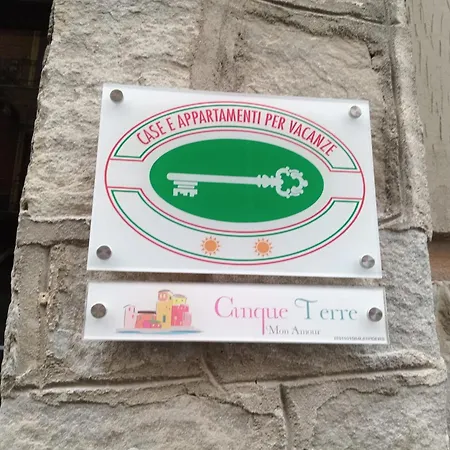 CASE E APPARTAMENTI PER VACANZE
Cinque Terre
Mon Amour